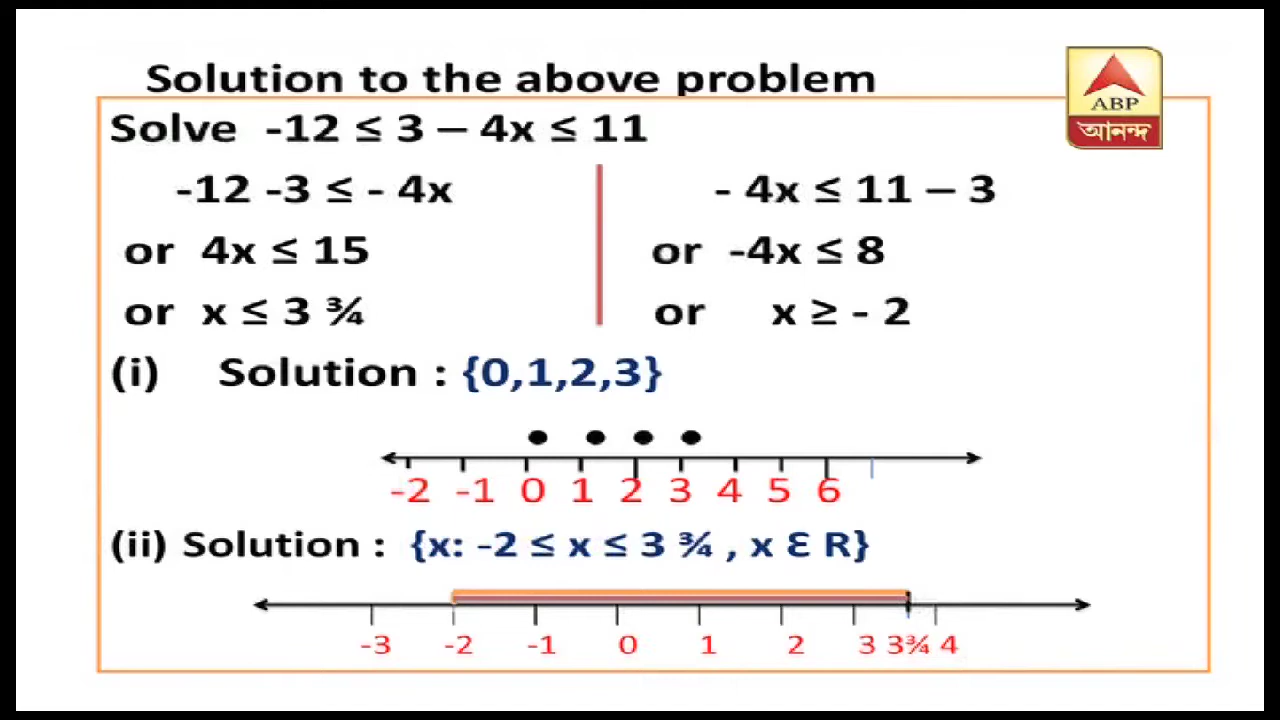 Solution to the above problem
ABP
আনন্দ
Solve -12 ≤ 3 – 4x ≤ 11
-12 -3 ≤ - 4x
or 4x ≤ 15
or x ≤ 3 ¾
- 4x ≤ 11 – 3
or -4x ≤ 8
or x ≥ - 2
(i) Solution : {0,1,2,3}
-2 -1 0 1 2 3 4 5 6
(ii) Solution : {x: -2 ≤ x ≤ 3 ¾ , x Ɛ R}
-3 -2 -1 0 1 2 3 3¾ 4